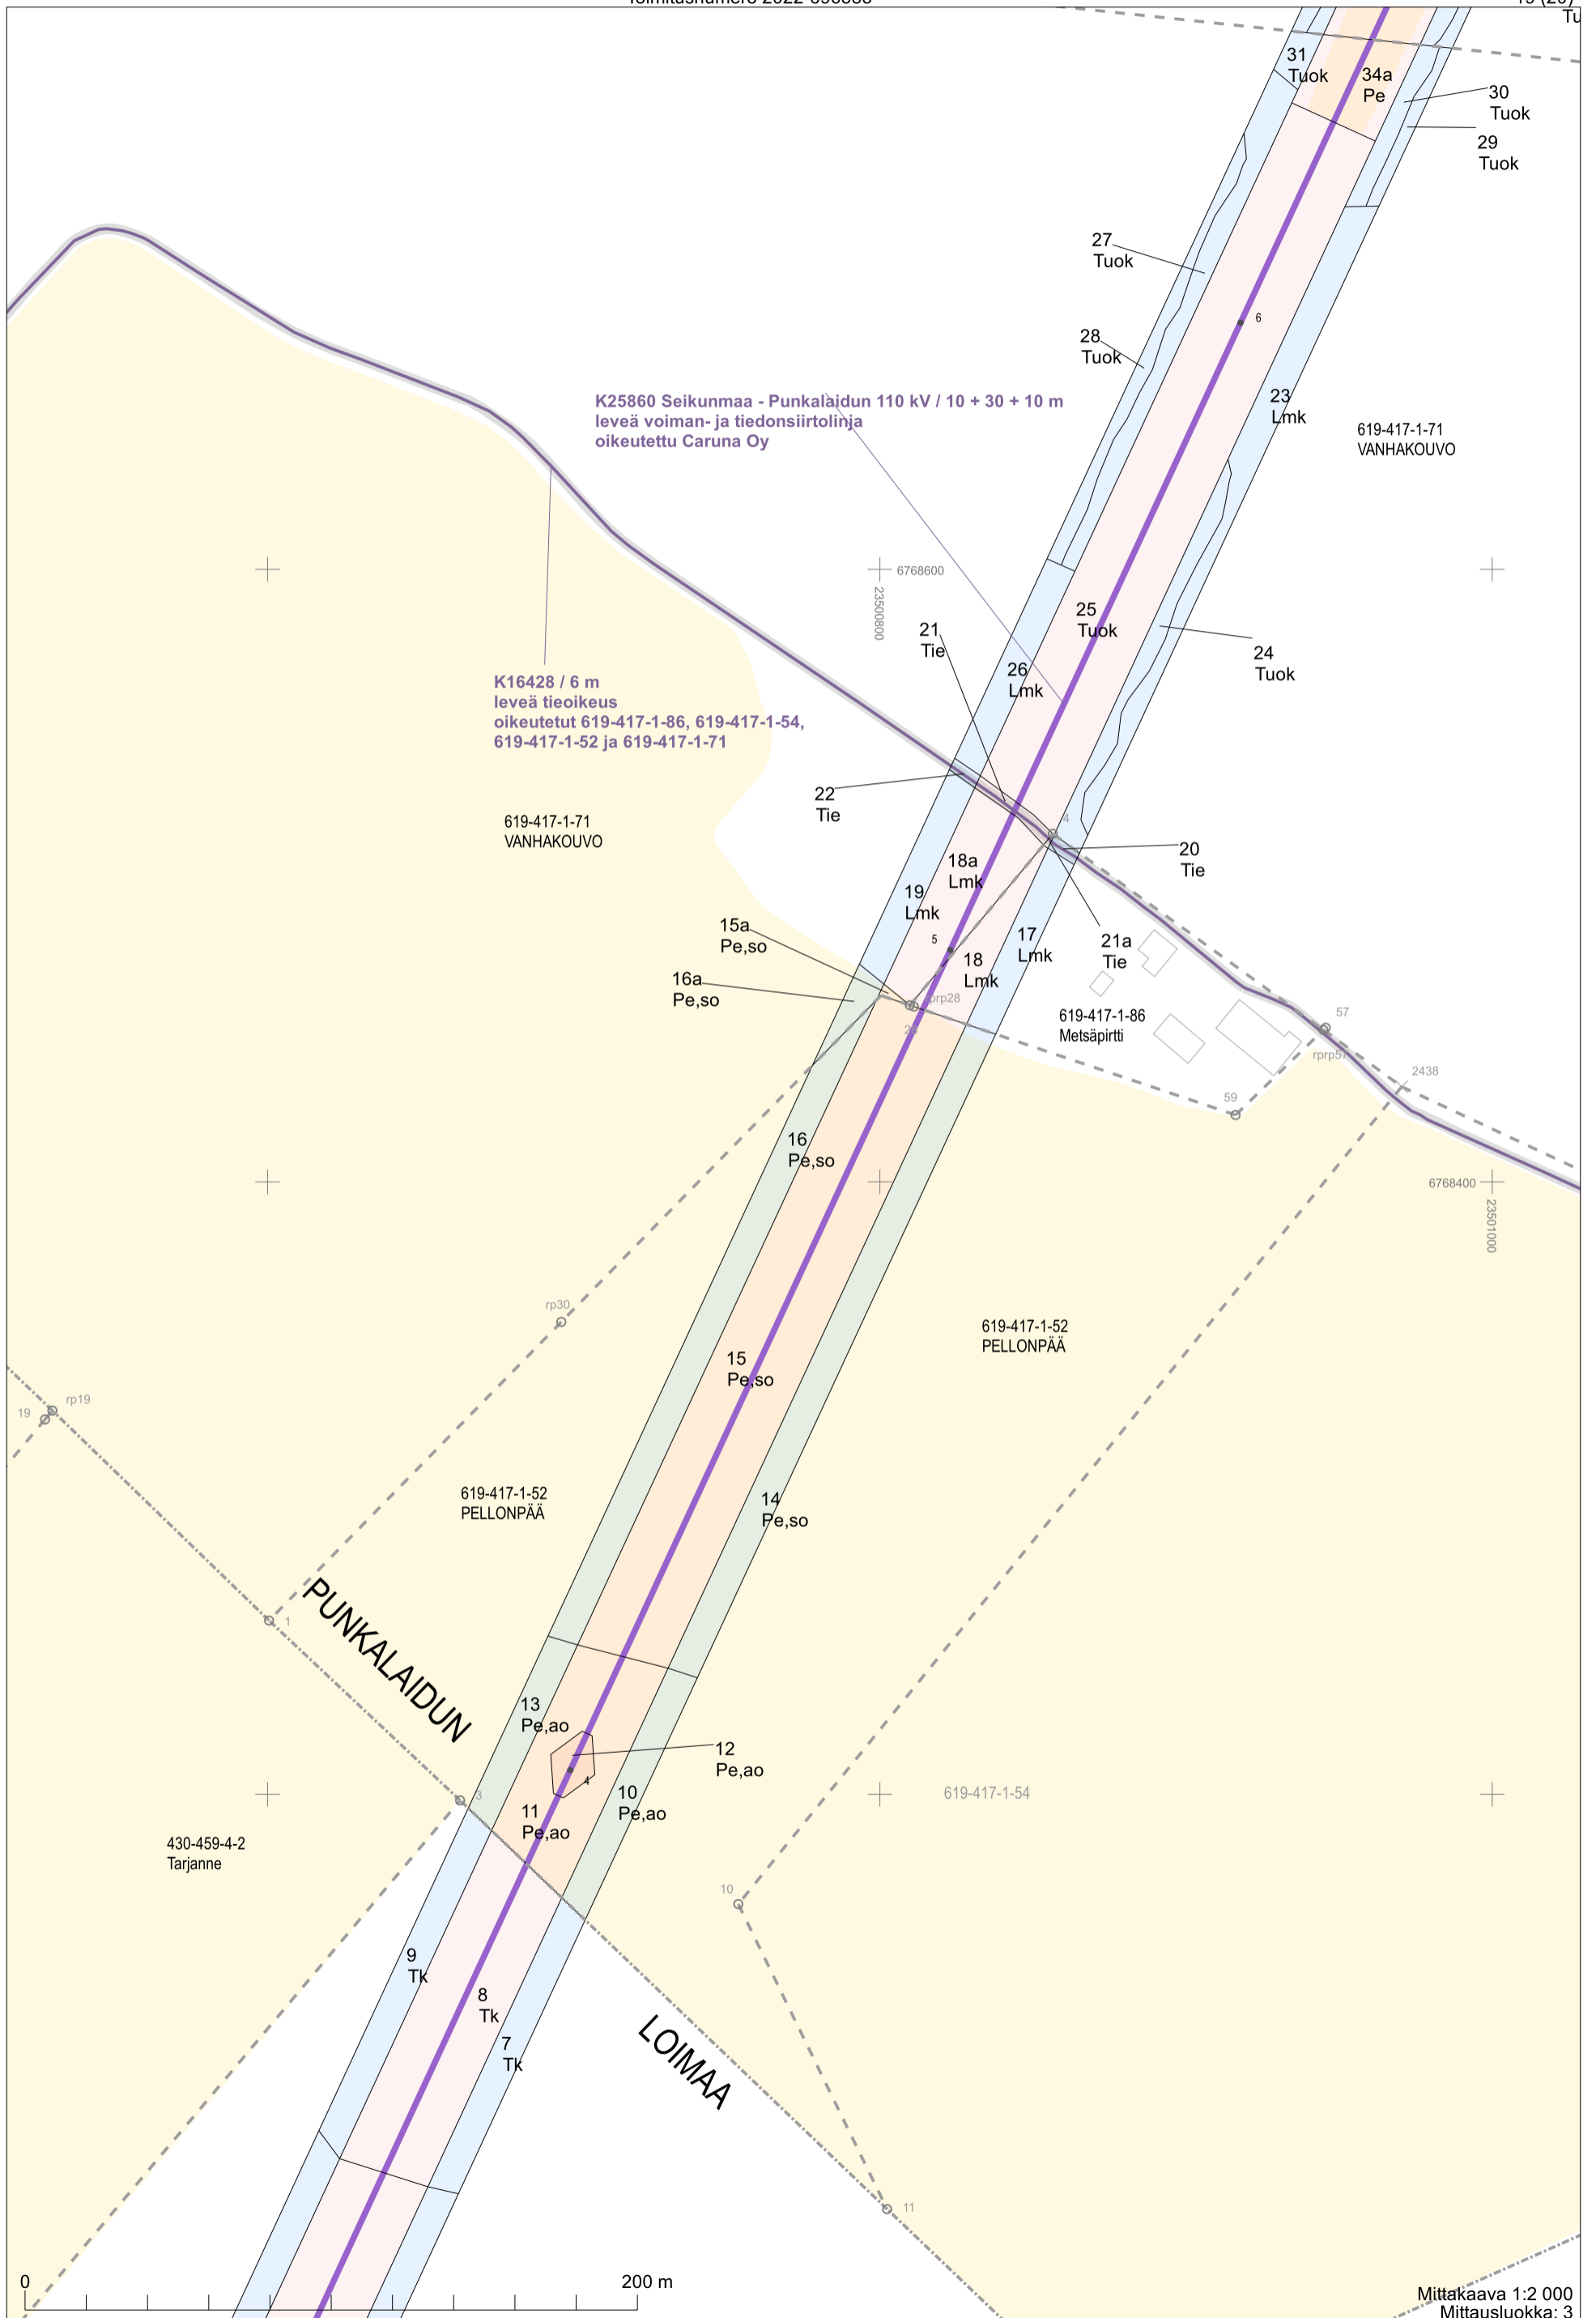 31
Tuok
34a
Pe
30
Tuok
29
Tuok
27
Tuok
6
28
Tuok
23
Lmk
K25860 Seikunmaa - Punkalaidun 110 kV / 10 + 30 + 10 m
leveä voiman- ja tiedonsiirtolinja
oikeutettu Caruna Oy
619-417-1-71
VANHAKOUVO
6768600
23500800
25
Tuok
21
Tie
24
Tuok
26
Lmk
K16428 / 6 m
leveä tieoikeus
oikeutetut 619-417-1-86, 619-417-1-54,
619-417-1-52 ja 619-417-1-71
22
Tie
4
619-417-1-71
VANHAKOUVO
20
Tie
18a
Lmk
19
Lmk
15a
Pe,so
5
17
Lmk
21a
Tie
18
Lmk
16a
Pe,so
619-417-1-86
Metsäpirtti
57
2438
59
16
Pe,so
6768400
23501000
rp30
619-417-1-52
PELLONPÄÄ
15
Pe,so
rp19
19
619-417-1-52
PELLONPÄÄ
14
Pe,so
1
PUNKALAIDUN
13
Pe,ao
12
Pe,ao
4
3
10
Pe,ao
619-417-1-54
11
Pe,ao
430-459-4-2
Tarjanne
10
9
Tk
8
Tk
7
Tk
LOIMAA
11
0
200 m
Mittakaava 1:2 000
Mittausluokka: 3